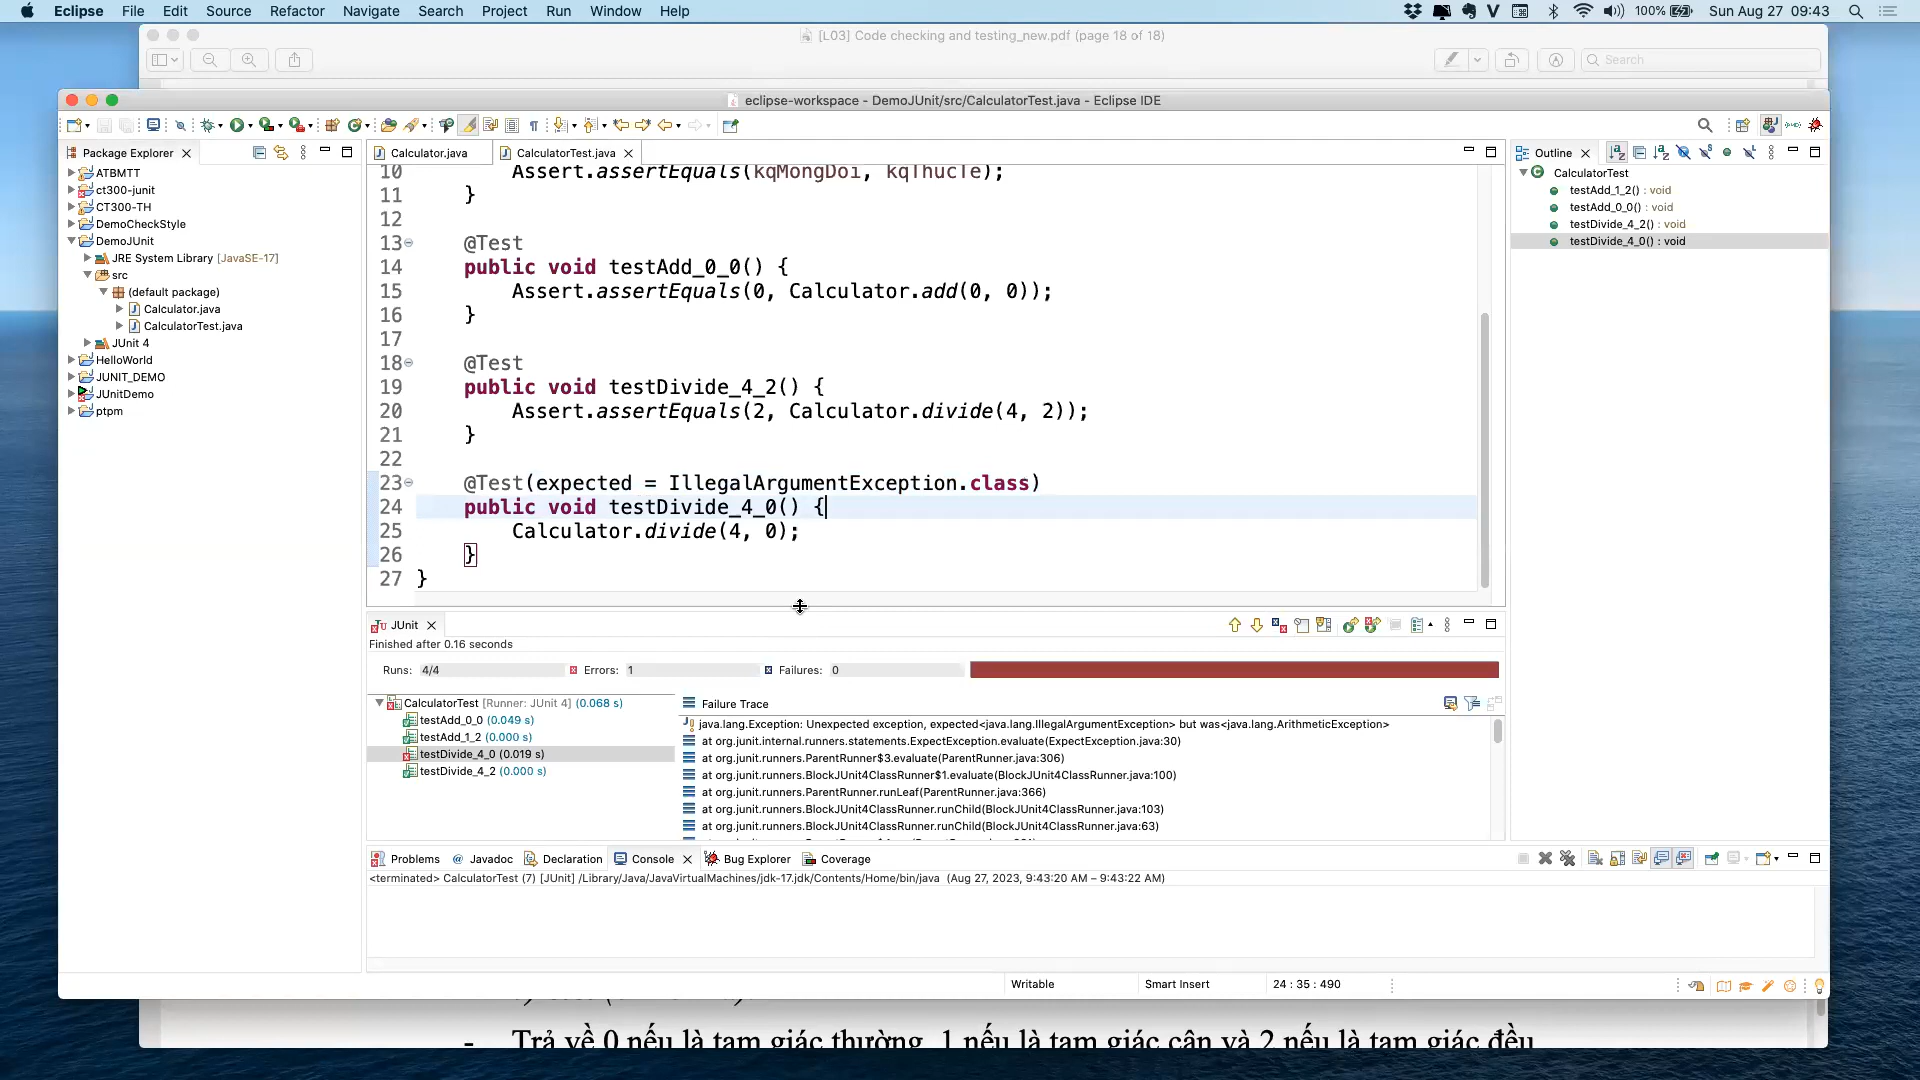 Eclipse File Edit Source Refactor Navigate Search Project Run Window Help 100% Sun Aug 27 09:43
[L03] Code checking and testing_new.pdf (page 18 of 18)
Search
eclipse-workspace - DemoJUnit/src/CalculatorTest.java - Eclipse IDE
Package Explorer
ATBMTT
ct300-junit
CT300-TH
DemoCheckStyle
DemoJUnit
JRE System Library [JavaSE-17]
src
(default package)
Calculator.java
CalculatorTest.java
JUnit 4
HelloWorld
JUNIT_DEMO
JUnitDemo
ptpm
Calculator.java CalculatorTest.java
10 Assert.assertEquals(kqMongDoi, kqThucTe);
11 }
12
13 @Test
14 public void testAdd_0_0() {
15 Assert.assertEquals(0, Calculator.add(0, 0));
16 }
17
18 @Test
19 public void testDivide_4_2() {
20 Assert.assertEquals(2, Calculator.divide(4, 2));
21 }
22
23 @Test(expected = IllegalArgumentException.class)
24 public void testDivide_4_0() {
25 Calculator.divide(4, 0);
26 }
27 }
Outline
CalculatorTest
testAdd_1_2() : void
testAdd_0_0() : void
testDivide_4_2() : void
testDivide_4_0() : void
JUnit
Finished after 0.16 seconds
Runs: 4/4 Errors: 1 Failures: 0
CalculatorTest [Runner: JUnit 4] (0.068 s)
testAdd_0_0 (0.049 s)
testAdd_1_2 (0.000 s)
testDivide_4_0 (0.019 s)
testDivide_4_2 (0.000 s)
Failure Trace
java.lang.Exception: Unexpected exception, expected<java.lang.IllegalArgumentException> but was<java.lang.ArithmeticException>
at org.junit.internal.runners.statements.ExpectException.evaluate(ExpectException.java:30)
at org.junit.runners.ParentRunner$3.evaluate(ParentRunner.java:306)
at org.junit.runners.BlockJUnit4ClassRunner$1.evaluate(BlockJUnit4ClassRunner.java:100)
at org.junit.runners.ParentRunner.runLeaf(ParentRunner.java:366)
at org.junit.runners.BlockJUnit4ClassRunner.runChild(BlockJUnit4ClassRunner.java:103)
at org.junit.runners.BlockJUnit4ClassRunner.runChild(BlockJUnit4ClassRunner.java:63)
Problems @ Javadoc Declaration Console Bug Explorer Coverage
<terminated> CalculatorTest (7) [JUnit] /Library/Java/JavaVirtualMachines/jdk-17.jdk/Contents/Home/bin/java (Aug 27, 2023, 9:43:20 AM – 9:43:22 AM)
Writable Smart Insert 24 : 35 : 490
- Trả về 0 nếu là tam giác thường, 1 nếu là tam giác cân và 2 nếu là tam giác đều